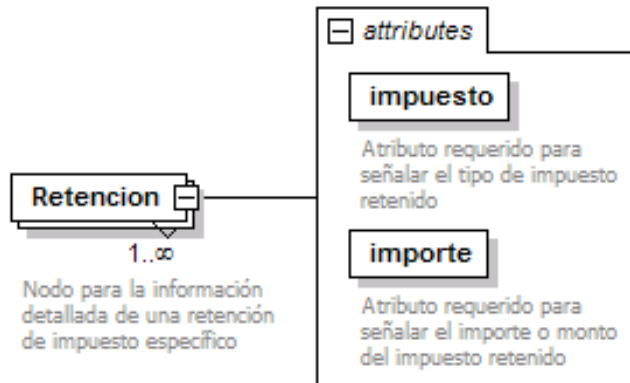 attributes
impuesto
Atributo requerido para
señalar el tipo de impuesto
retenido
Retencion
1..∞
Nodo para la información
detallada de una retención
de impuesto específico
importe
Atributo requerido para
señalar el importe o monto
del impuesto retenido